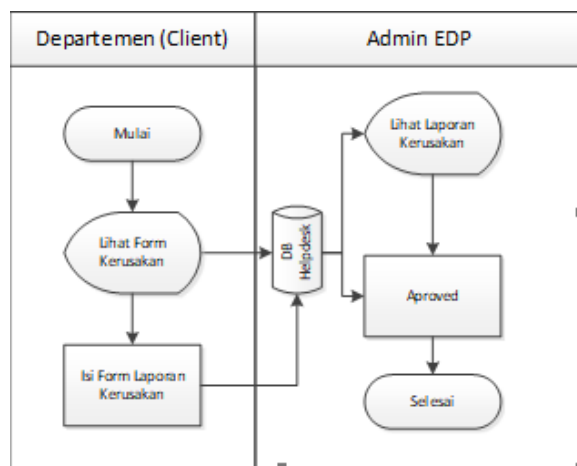 Departemen (Client)
Admin EDP
Mulai
Lihat Form
Kerusakan
Isi Form Laporan
Kerusakan
DB
Helpdesk
Lihat Laporan
Kerusakan
Aproved
Selesai